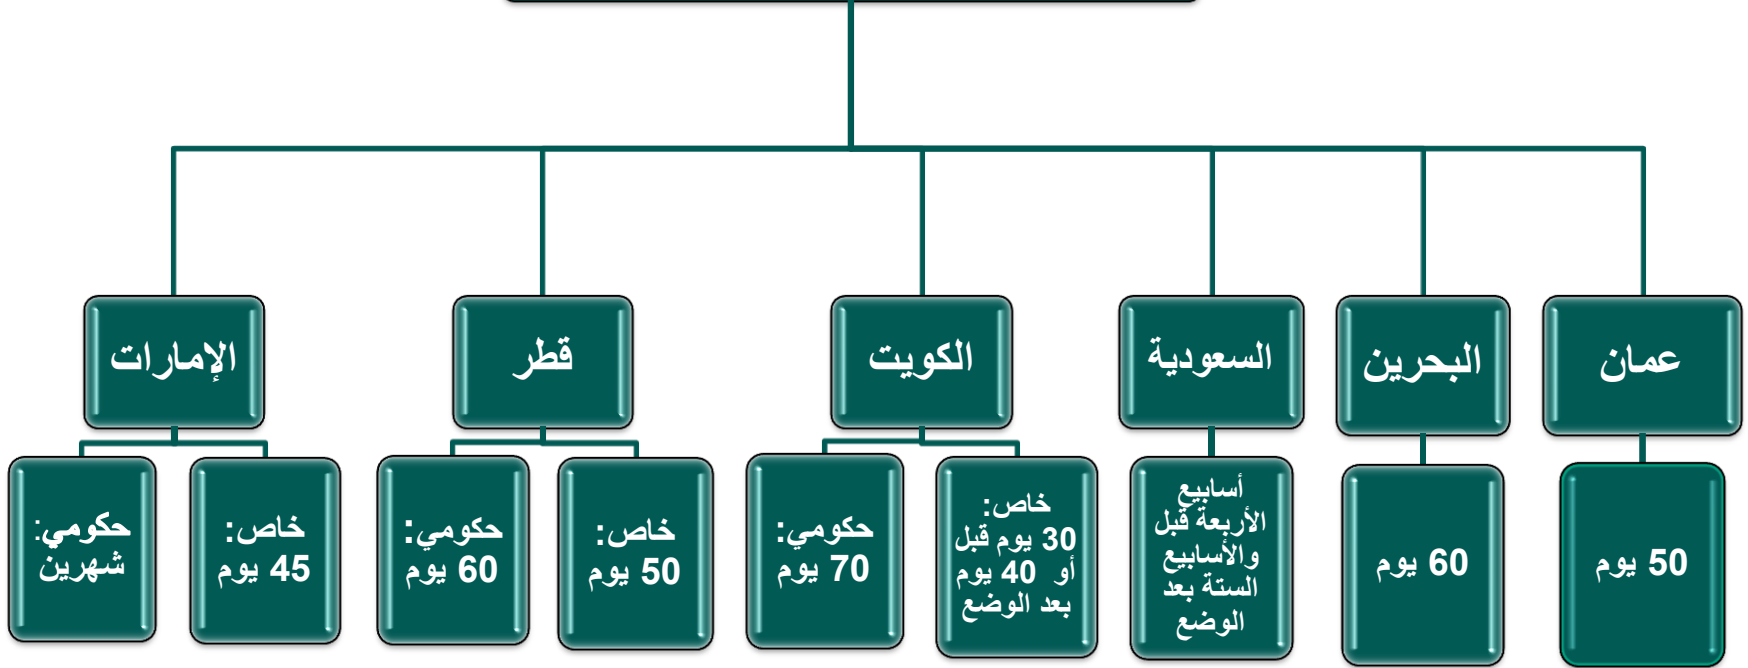 عمان
البحرين
السعودية
الكويت
قطر
الإمارات
50 يوم
60 يوم
أسابيع
الأربعة قبل
والأسابيع
الستة بعد
الوضع
خاص:
30 يوم قبل
أو 40 يوم
بعد الوضع
حكومي:
70 يوم
خاص:
50 يوم
حكومي:
60 يوم
خاص:
45 يوم
حكومي:
شهرين